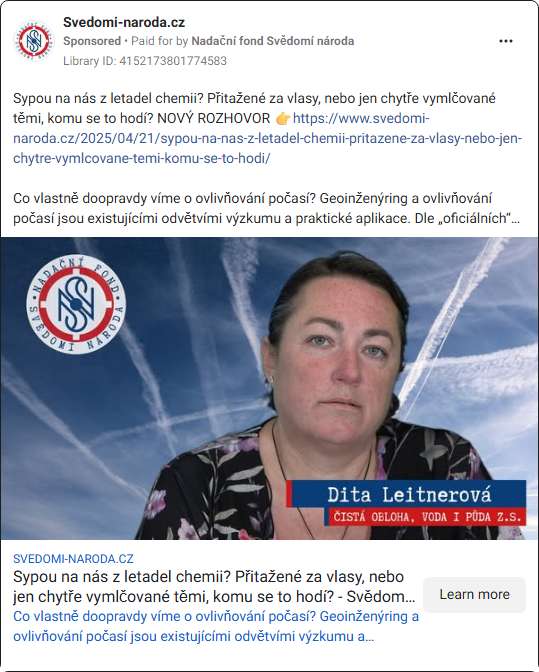 Svedomi-naroda.cz
Sponsored • Paid for by Nadační fond Svědomí národa
Library ID: 4152173801774583
Sypou na nás z letadel chemii? Přitažené za vlasy, nebo jen chytře vymlčované
těmi, komu se to hodí? NOVÝ ROZHOVOR 👉https://www.svedomi-
naroda.cz/2025/04/21/sypou-na-nas-z-letadel-chemii-pritazene-za-vlasy-nebo-jen-
chytre-vymlcovane-temi-komu-se-to-hodi/
Co vlastně doopravdy víme o ovlivňování počasí? Geoinženýring a ovlivňování
počasí jsou existujícími odvětvími výzkumu a praktické aplikace. Dle „oficiálních“...
NADAČNÍ FOND
SVĚDOMÍ NÁRODA
Dita Leitnerová
ČISTÁ OBLOHA, VODA I PŮDA Z.S.
SVEDOMI-NARODA.CZ
Sypou na nás z letadel chemii? Přitažené za vlasy, nebo
jen chytře vymlčované těmi, komu se to hodí? - Svědom...
Learn more
Co vlastně doopravdy víme o ovlivňování počasí? Geoinženýring a
ovlivňování počasí jsou existujícími odvětvími výzkumu a...